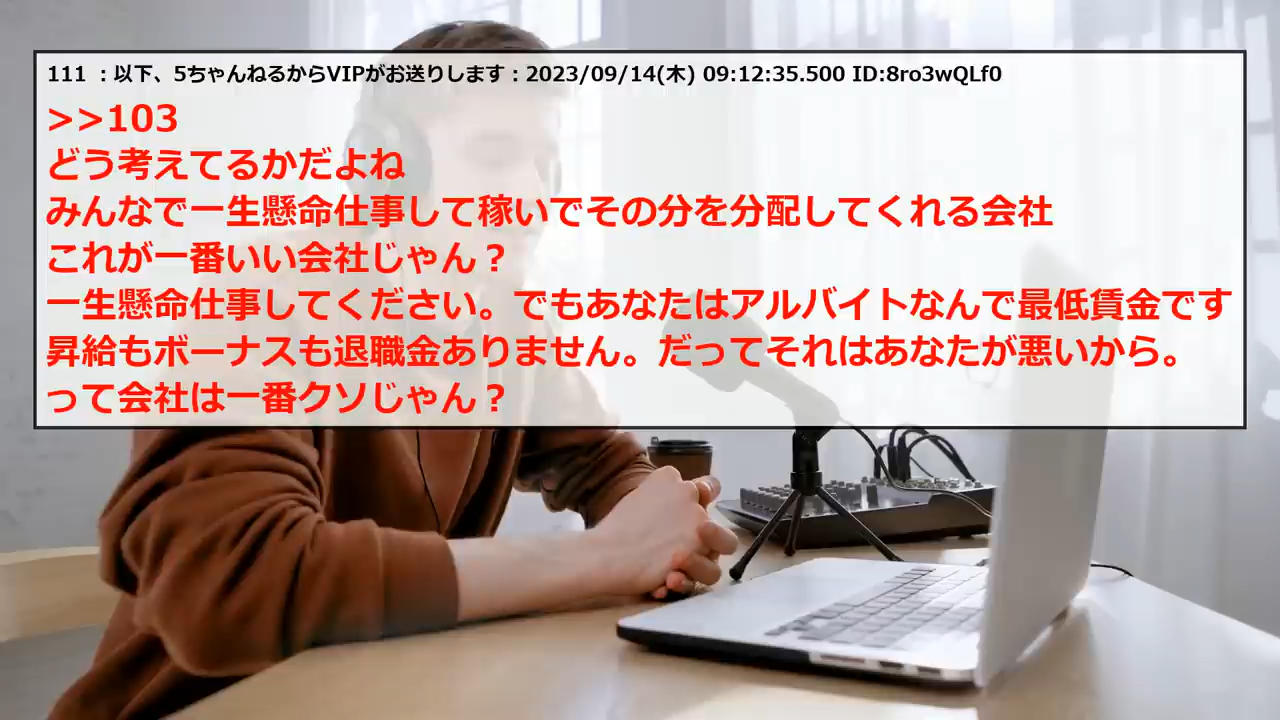 111 ：以下、5ちゃんねるからVIPがお送りします：2023/09/14(木) 09:12:35.500 ID:8ro3wQLf0
>>103
どう考えてるかだよね
みんなで一生懸命仕事して稼いでその分を分配してくれる会社
これが一番いい会社じゃん？
一生懸命仕事してください。でもあなたはアルバイトなんで最低賃金です
昇給もボーナスも退職金ありません。だってそれはあなたが悪いから。
って会社は一番クソじゃん？